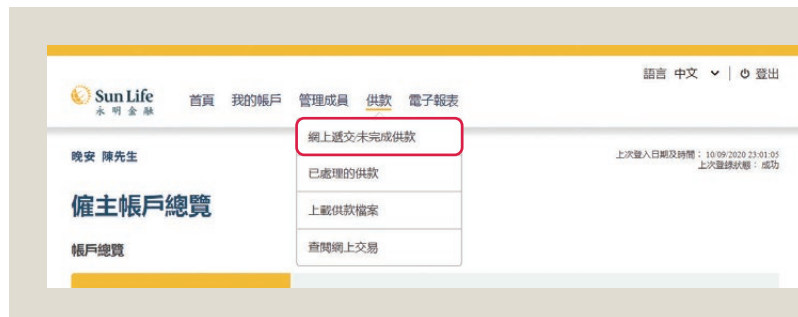 語言 中文 | 登出
Sun Life
永明金融
首頁 我的帳戶 管理成員 供款 電子報表
網上遞交未完成供款
已處理的供款
上載供款檔案
查閱網上交易
晚安 陳先生
上次登入日期及時間： 10/09/2020 23:01:05
上次登錄狀態： 成功
僱主帳戶總覽
帳戶總覽